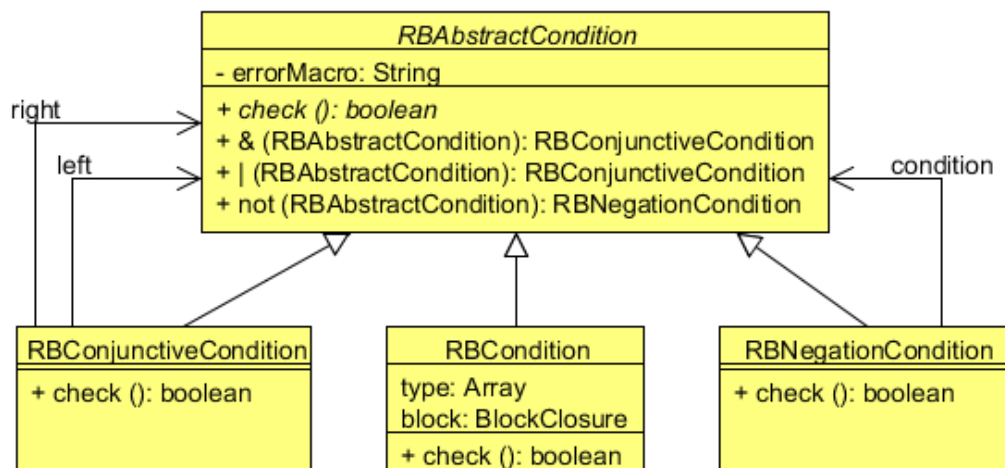 RBAbstractCondition
- errorMacro: String
+ check (): boolean
+ & (RBAbstractCondition): RBConjunctiveCondition
+ | (RBAbstractCondition): RBConjunctiveCondition
+ not (RBAbstractCondition): RBNegationCondition
right
left
condition
RBConjunctiveCondition
+ check (): boolean
RBCondition
type: Array
block: BlockClosure
+ check (): boolean
RBNegationCondition
+ check (): boolean